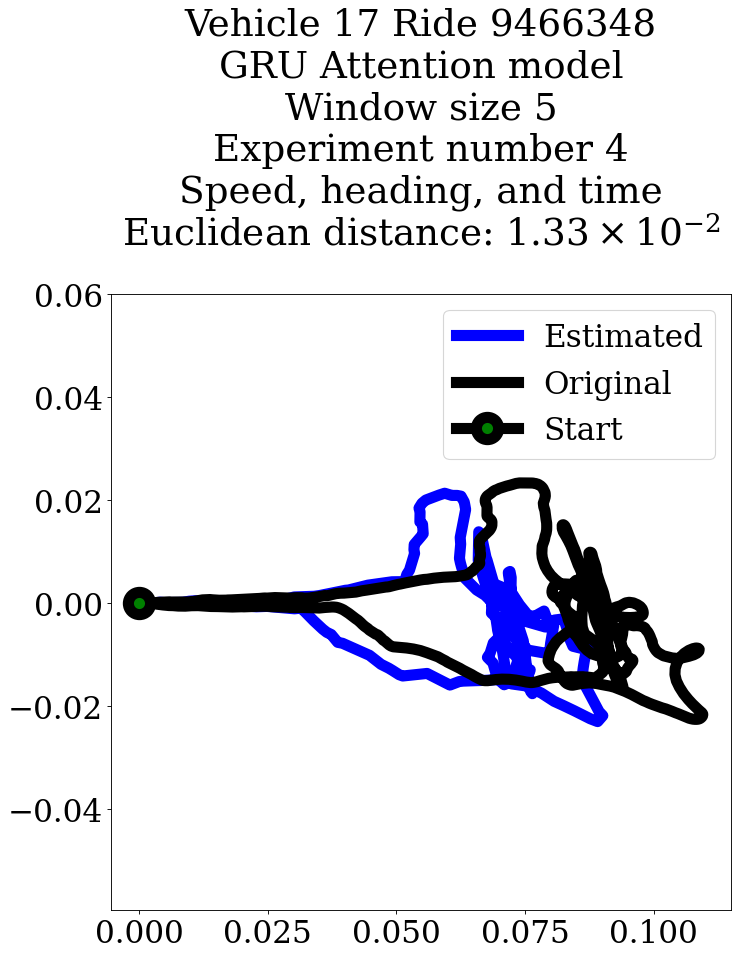 Vehicle 17 Ride 9466348
GRU Attention model
Window size 5
Experiment number 4
Speed, heading, and time
Euclidean distance: 1.33 × 10⁻²
0.06
0.04
0.02
0.00
−0.02
−0.04
Estimated
Original
Start
0.000 0.025 0.050 0.075 0.100